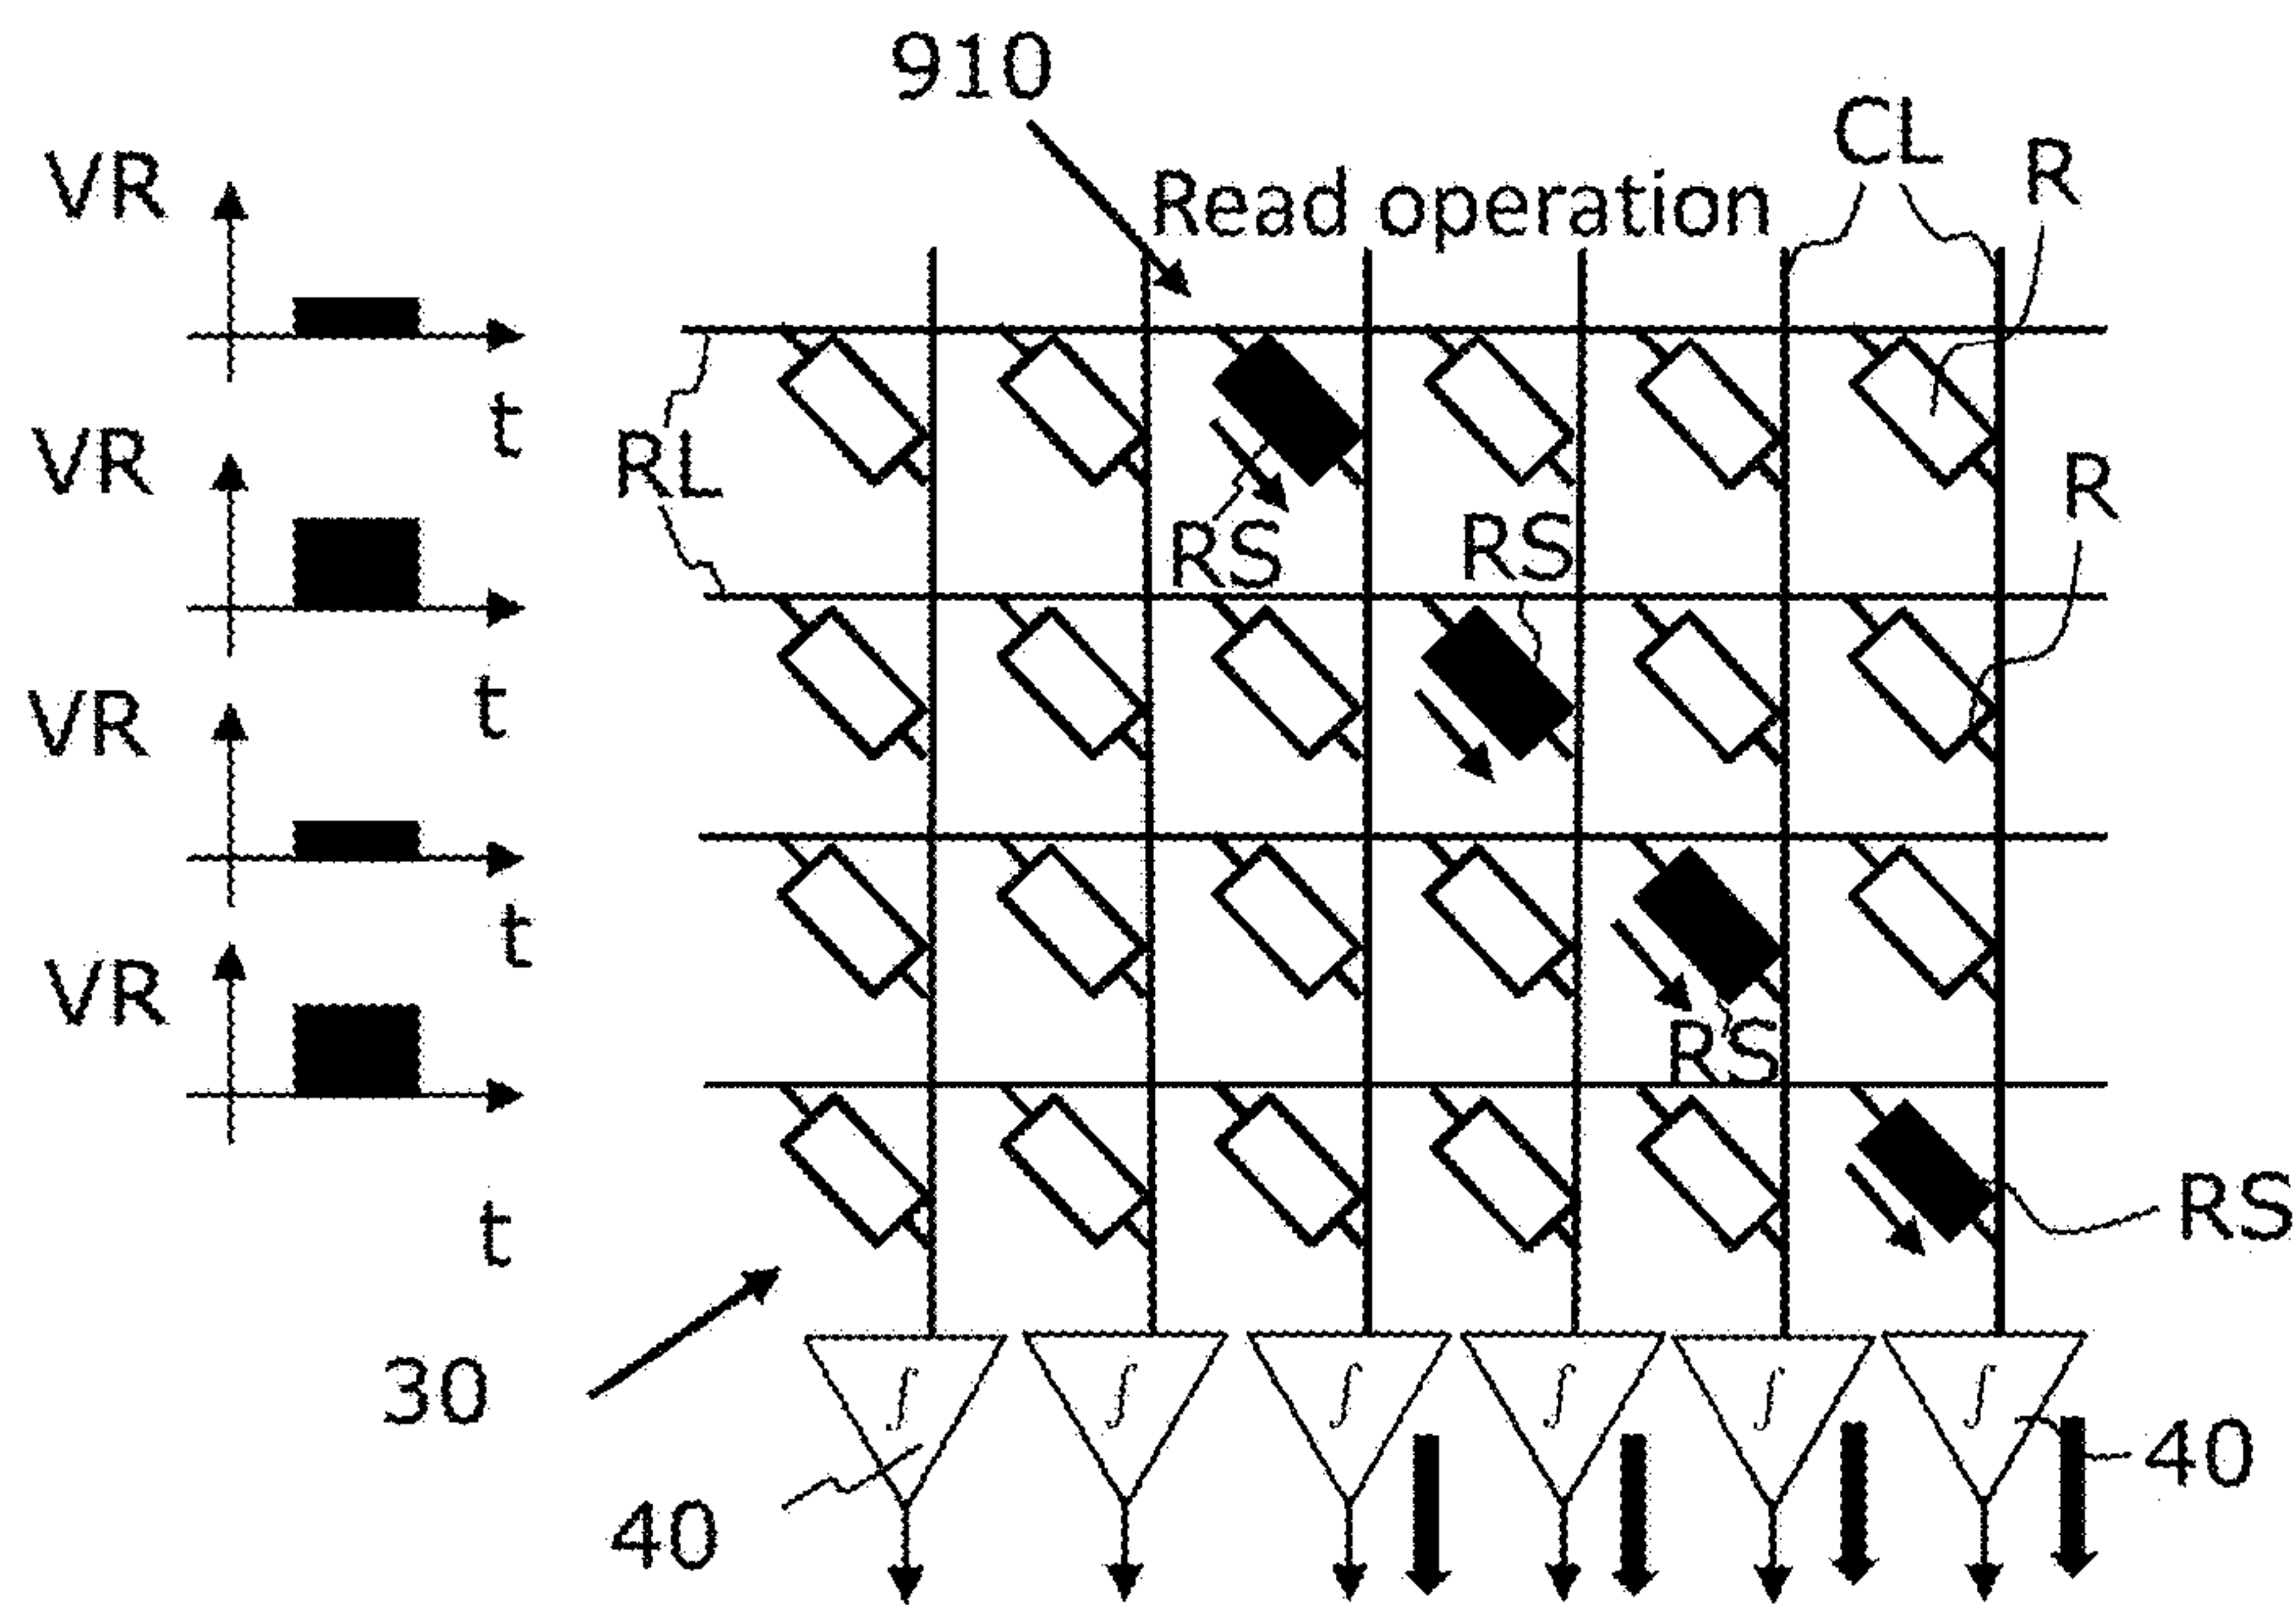 910
CL
R
VR
Read operation
t
VR
RL
R
RS
RS
t
VR
t
VR
RS
t
RS
30
∫ ∫ ∫ ∫ ∫ ∫
40
40